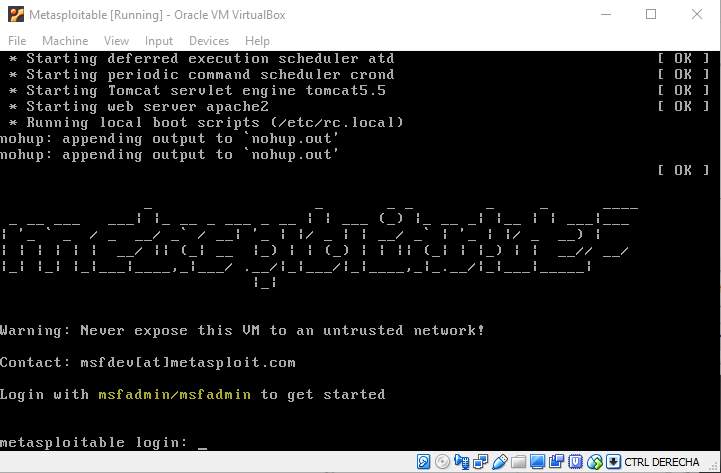 Metasploitable [Running] - Oracle VM VirtualBox
File Machine View Input Devices Help
* Starting deferred execution scheduler atd [ OK ]
* Starting periodic command scheduler crond [ OK ]
* Starting Tomcat servlet engine tomcat5.5 [ OK ]
* Starting web server apache2 [ OK ]
* Running local boot scripts (/etc/rc.local)
nohup: appending output to `nohup.out'
nohup: appending output to `nohup.out'
[ OK ]
metasploitable2
Warning: Never expose this VM to an untrusted network!
Contact: msfdev[at]metasploit.com
Login with msfadmin/msfadmin to get started
metasploitable login: _
CTRL DERECHA